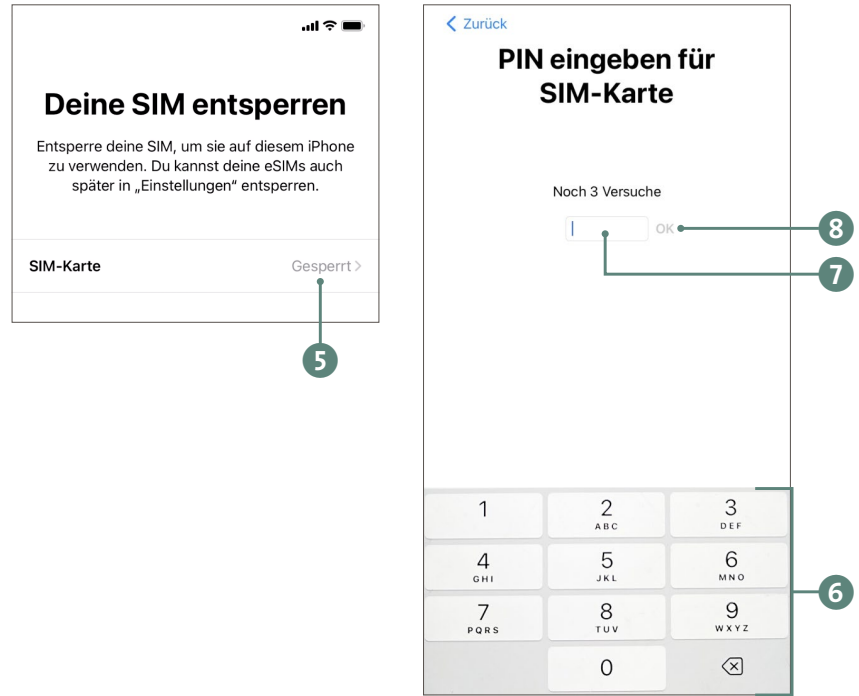 Deine SIM entsperren
Entsperre deine SIM, um sie auf diesem iPhone
zu verwenden. Du kannst deine eSIMs auch
später in „Einstellungen“ entsperren.
SIM-Karte Gesperrt
5
Zurück
PIN eingeben für
SIM-Karte
Noch 3 Versuche
OK
8
7
1 2 3
ABC DEF
4 5 6
GHI JKL MNO
6
7 8 9
PQRS TUV WXYZ
0